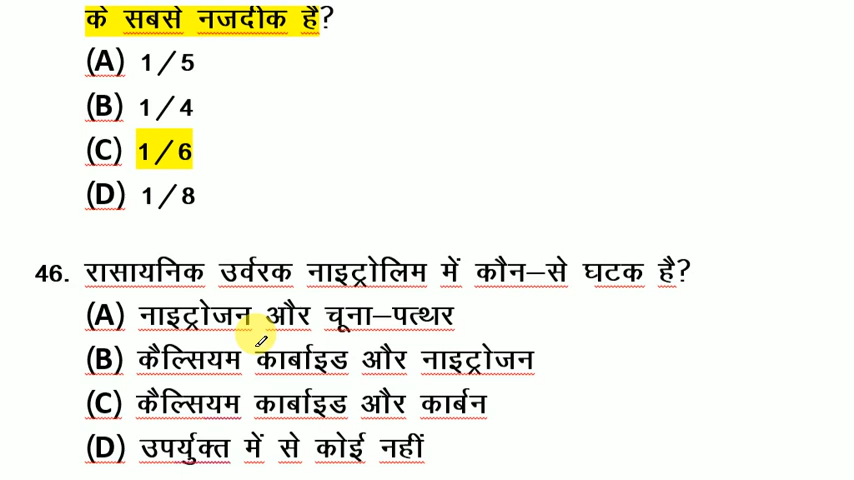 के सबसे नजदीक है?
(A) 1/5
(B) 1/4
(C) 1/6
(D) 1/8
46. रासायनिक उर्वरक नाइट्रोलिम में कौन–से घटक है?
(A) नाइट्रोजन और चूना–पत्थर
(B) कैल्सियम कार्बाइड और नाइट्रोजन
(C) कैल्सियम कार्बाइड और कार्बन
(D) उपर्युक्त में से कोई नहीं